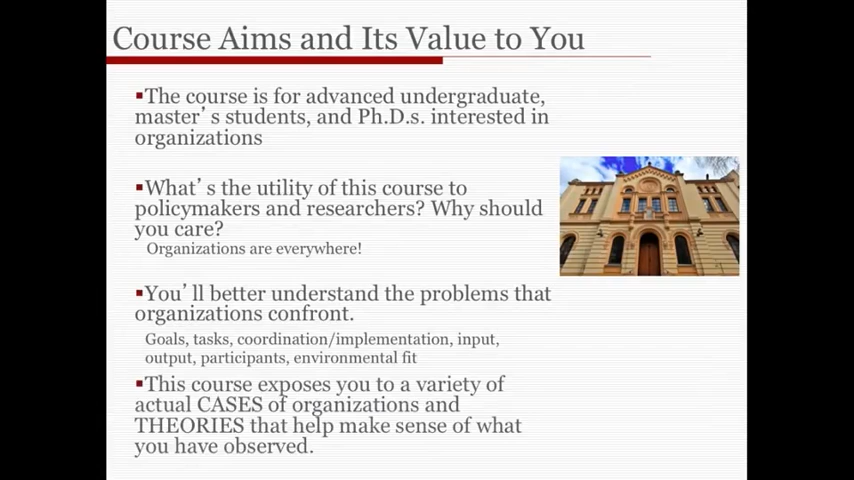 Course Aims and Its Value to You
▪The course is for advanced undergraduate,
master’s students, and Ph.D.s. interested in
organizations
▪What’s the utility of this course to
policymakers and researchers? Why should
you care?
Organizations are everywhere!
▪You’ll better understand the problems that
organizations confront.
Goals, tasks, coordination/implementation, input,
output, participants, environmental fit
▪This course exposes you to a variety of
actual CASES of organizations and
THEORIES that help make sense of what
you have observed.